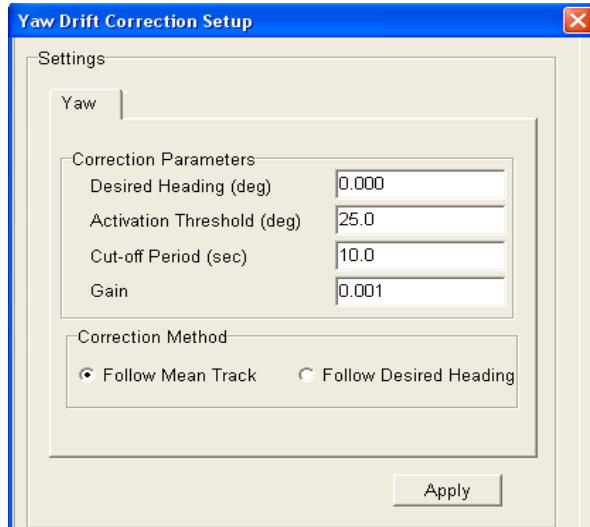 Yaw Drift Correction Setup
Settings
Yaw
Correction Parameters
Desired Heading (deg) 0.000
Activation Threshold (deg) 25.0
Cut-off Period (sec) 10.0
Gain 0.001
Correction Method
Follow Mean Track Follow Desired Heading
Apply